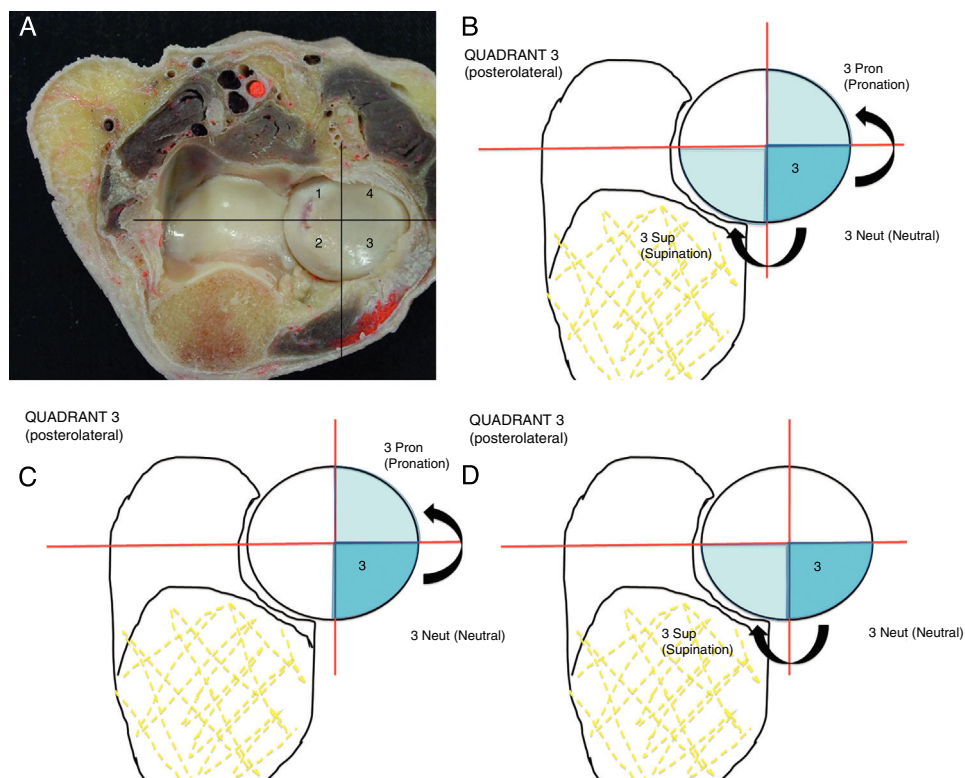 A
1
4
2
3
B
QUADRANT 3
(posterolateral)
3 Pron
(Pronation)
3
3 Sup
(Supination)
3 Neut (Neutral)
C
QUADRANT 3
(posterolateral)
3 Pron
(Pronation)
3
3 Neut (Neutral)
D
QUADRANT 3
(posterolateral)
3
3 Sup
(Supination)
3 Neut (Neutral)